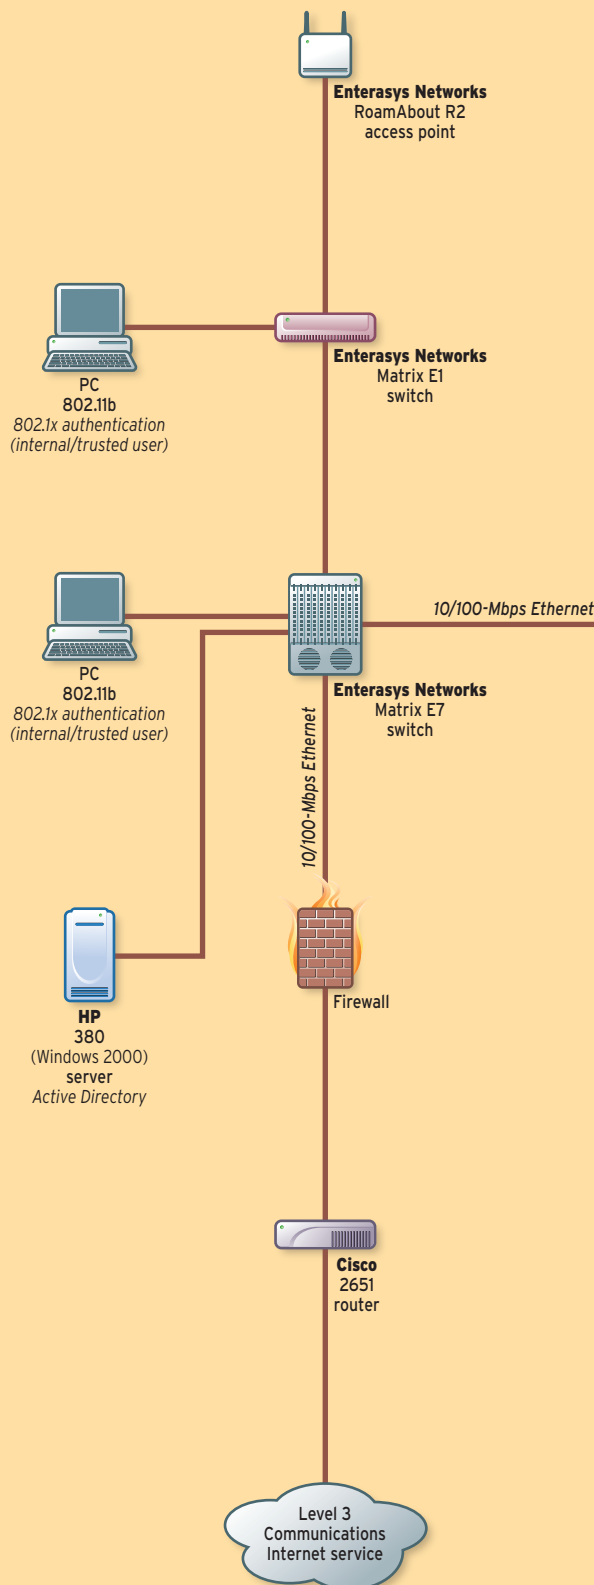 Enterasys Networks
RoamAbout R2
access point
Enterasys Networks
Matrix E1
switch
PC
802.11b
802.1x authentication
(internal/trusted user)
10/100-Mbps Ethernet
Enterasys Networks
Matrix E7
switch
PC
802.11b
802.1x authentication
(internal/trusted user)
10/100-Mbps Ethernet
Firewall
HP
380
(Windows 2000)
server
Active Directory
Cisco
2651
router
Level 3
Communications
Internet service